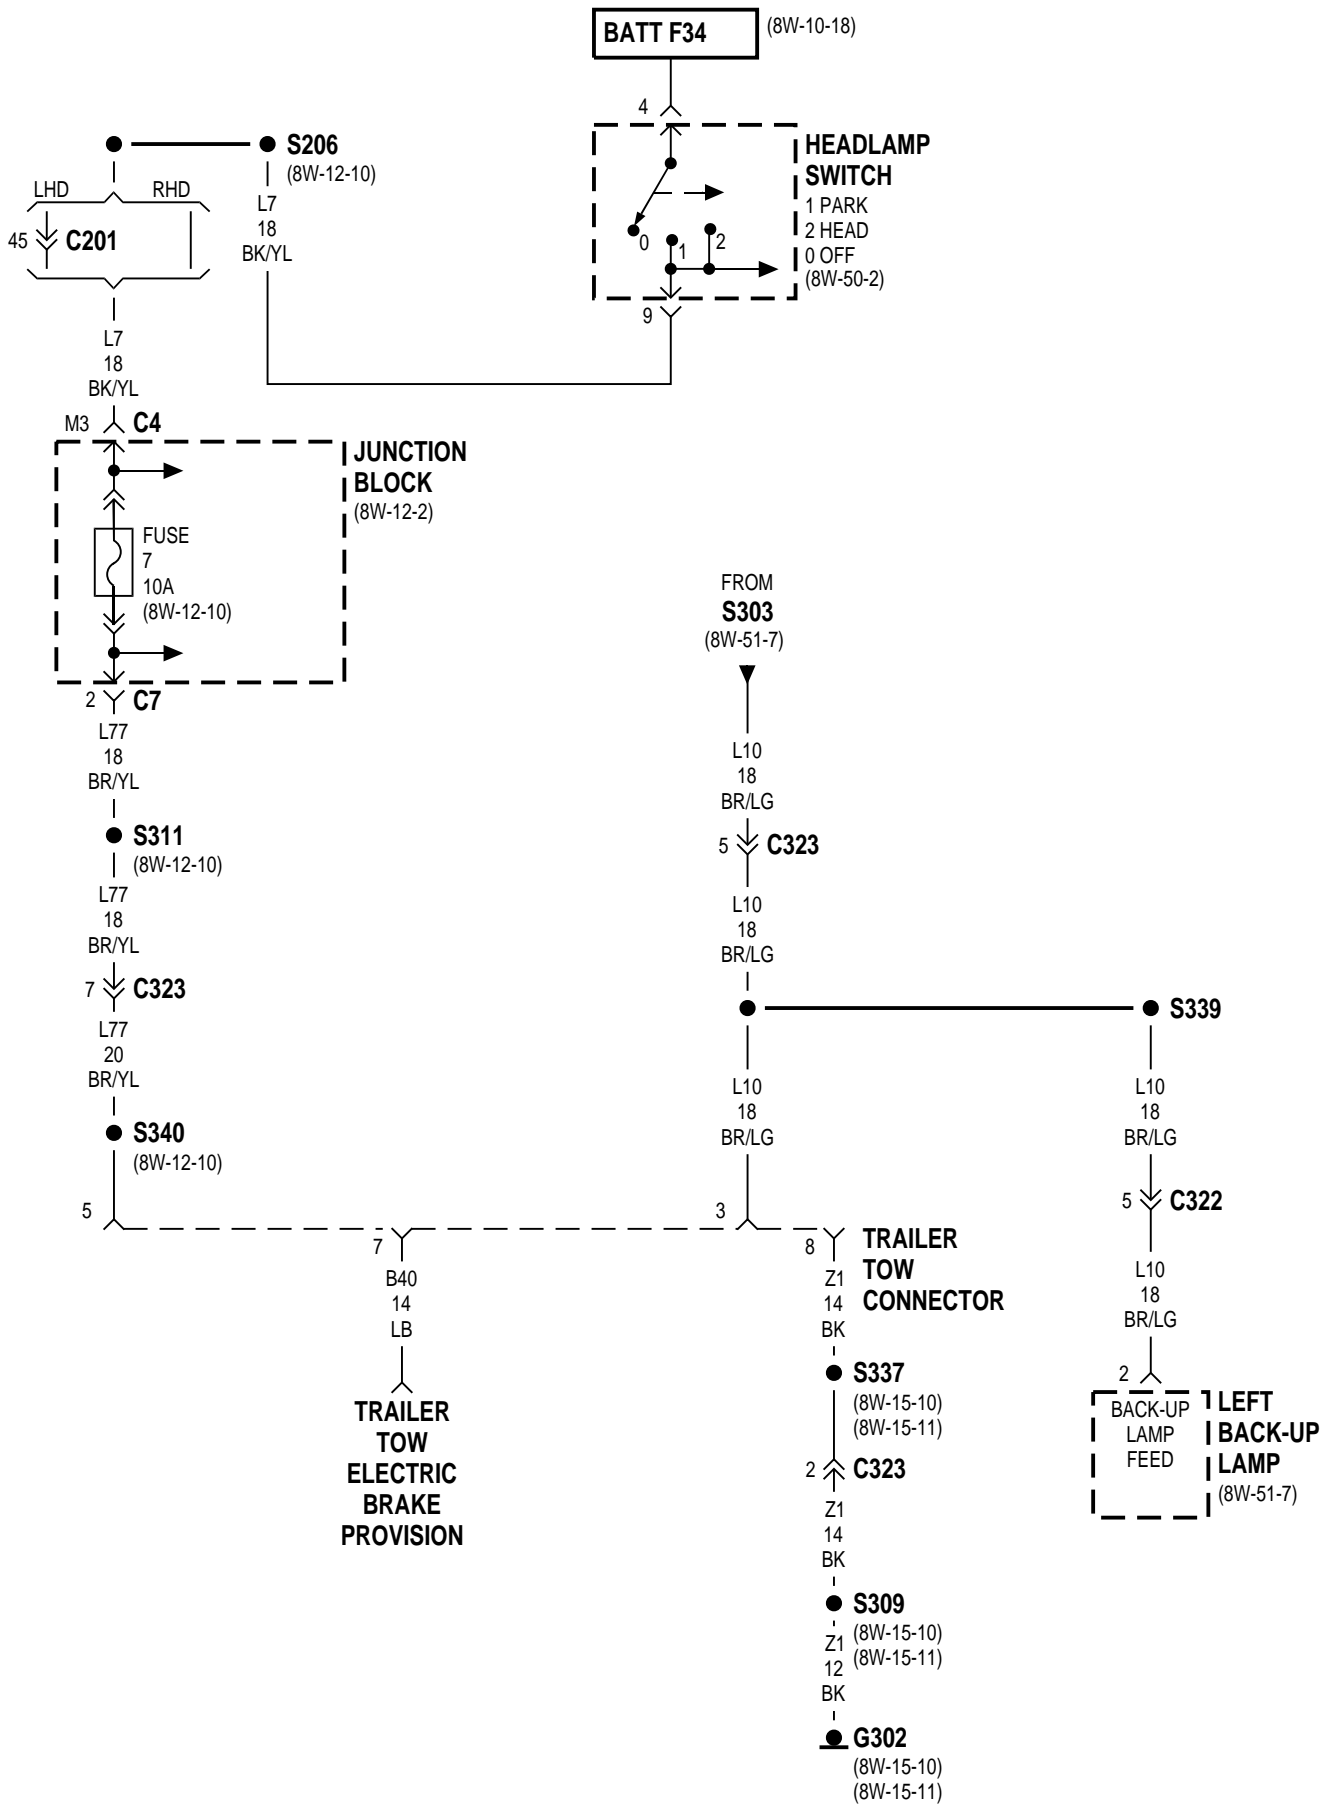 BATT F34
(8W-10-18)
4
HEADLAMP
SWITCH
1 PARK
2 HEAD
0 OFF
(8W-50-2)
0
1
2
9
S206
(8W-12-10)
LHD
RHD
45
C201
L7
18
BK/YL
L7
18
BK/YL
M3
C4
JUNCTION
BLOCK
(8W-12-2)
FUSE
7
10A
(8W-12-10)
2
C7
L77
18
BR/YL
S311
(8W-12-10)
L77
18
BR/YL
7
C323
L77
20
BR/YL
S340
(8W-12-10)
5
FROM
S303
(8W-51-7)
L10
18
BR/LG
5
C323
L10
18
BR/LG
S339
L10
18
BR/LG
3
L10
18
BR/LG
5
C322
L10
18
BR/LG
2
BACK-UP
LAMP
FEED
LEFT
BACK-UP
LAMP
(8W-51-7)
7
B40
14
LB
TRAILER
TOW
ELECTRIC
BRAKE
PROVISION
8
TRAILER
TOW
CONNECTOR
Z1
14
BK
S337
(8W-15-10)
(8W-15-11)
2
C323
Z1
14
BK
S309
(8W-15-10)
(8W-15-11)
Z1
12
BK
G302
(8W-15-10)
(8W-15-11)